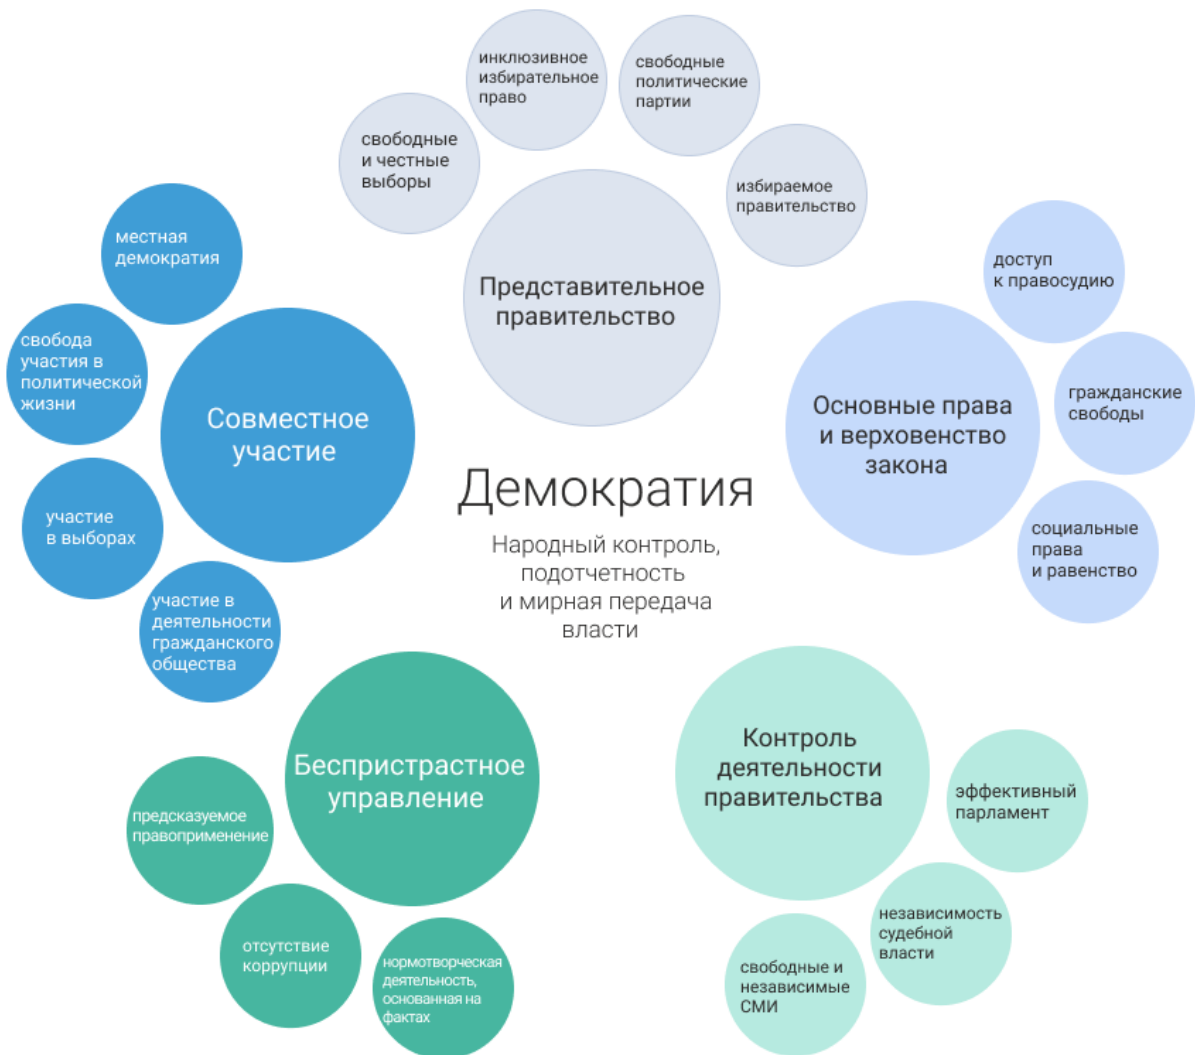 инклюзивное
избирательное
право
свободные
политические
партии
свободные
и честные
выборы
избираемое
правительство
Представительное
правительство
местная
демократия
свобода
участия в
политической
жизни
Совместное
участие
участие
в выборах
участие в
деятельности
гражданского
общества
доступ
к правосудию
гражданские
свободы
Основные права
и верховенство
закона
социальные
права
и равенство
Демократия
Народный контроль,
подотчетность
и мирная передача
власти
Беспристрастное
управление
предсказуемое
правоприменение
отсутствие
коррупции
нормотворческая
деятельность,
основанная на
фактах
Контроль
деятельности
правительства
эффективный
парламент
независимость
судебной
власти
свободные и
независимые
СМИ